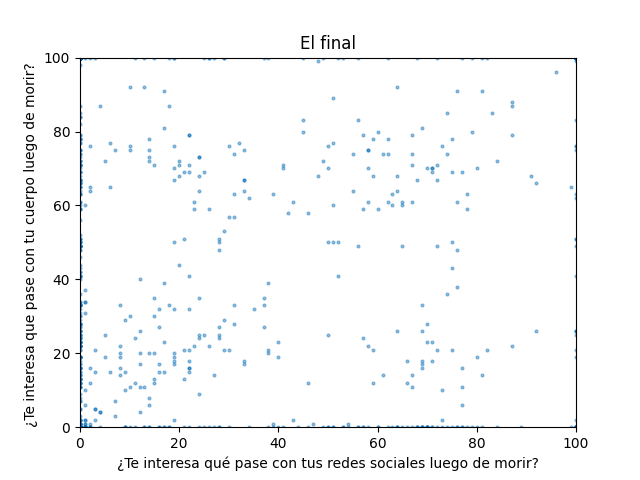 El final
¿Te interesa que pase con tu cuerpo luego de morir?
100
80
60
40
20
0
0 20 40 60 80 100
¿Te interesa qué pase con tus redes sociales luego de morir?